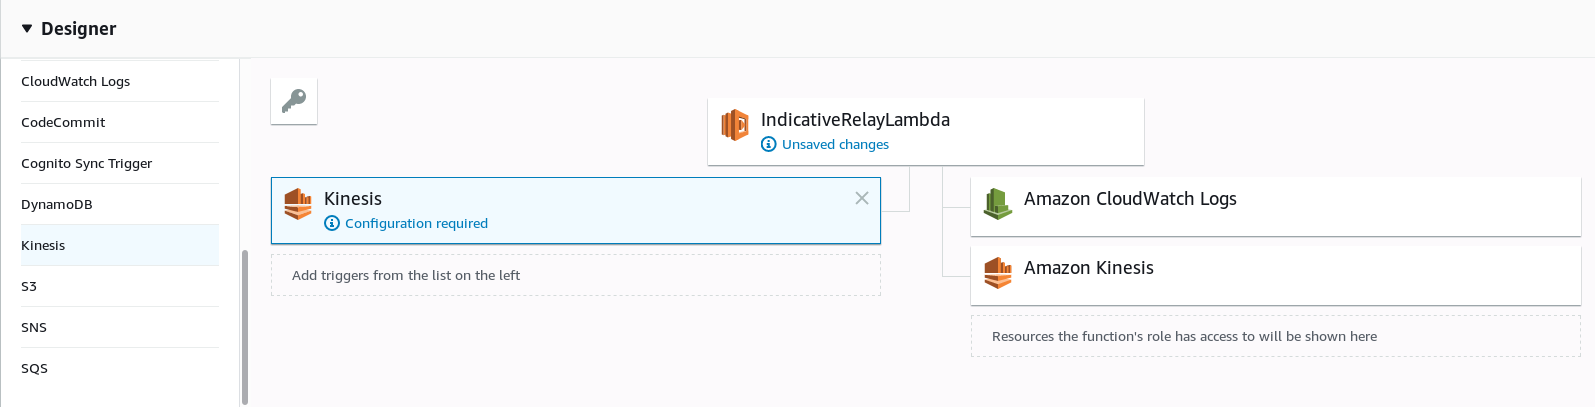 Designer
CloudWatch Logs
CodeCommit
Cognito Sync Trigger
DynamoDB
Kinesis
S3
SNS
SQS
IndicativeRelayLambda
Unsaved changes
Kinesis
Configuration required
Add triggers from the list on the left
Amazon CloudWatch Logs
Amazon Kinesis
Resources the function's role has access to will be shown here